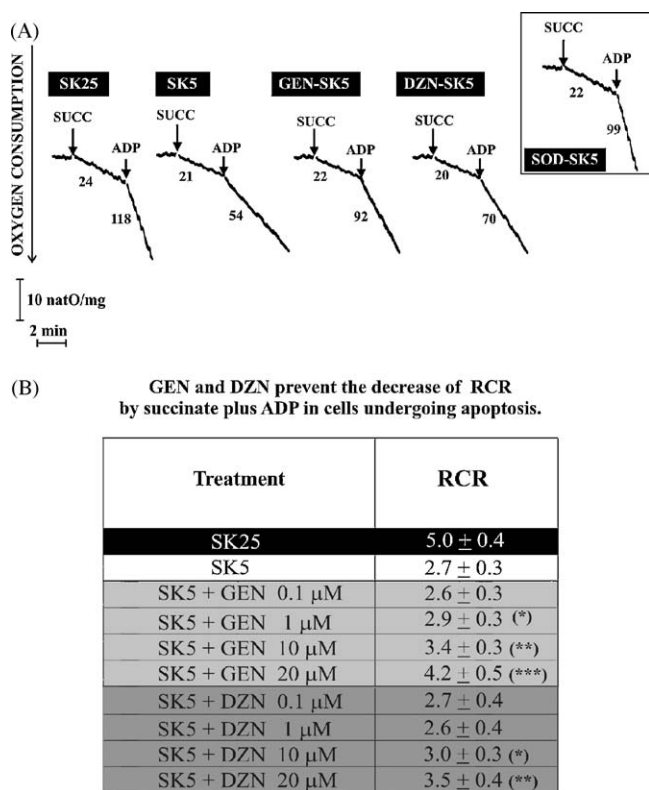 (A)
OXYGEN CONSUMPTION
SK25
SK5
GEN-SK5
DZN-SK5
SUCC
ADP
24
118
SUCC
ADP
21
54
SUCC
ADP
22
92
SUCC
ADP
20
70
SUCC
ADP
22
99
SOD-SK5
10 natO/mg
2 min
(B)
GEN and DZN prevent the decrease of RCR
by succinate plus ADP in cells undergoing apoptosis.
Treatment RCR
SK25 5.0 ± 0.4
SK5 2.7 ± 0.3
SK5 + GEN 0.1 μM 2.6 ± 0.3
SK5 + GEN 1 μM 2.9 ± 0.3 (*)
SK5 + GEN 10 μM 3.4 ± 0.3 (**)
SK5 + GEN 20 μM 4.2 ± 0.5 (***)
SK5 + DZN 0.1 μM 2.7 ± 0.4
SK5 + DZN 1 μM 2.6 ± 0.4
SK5 + DZN 10 μM 3.0 ± 0.3 (*)
SK5 + DZN 20 μM 3.5 ± 0.4 (**)